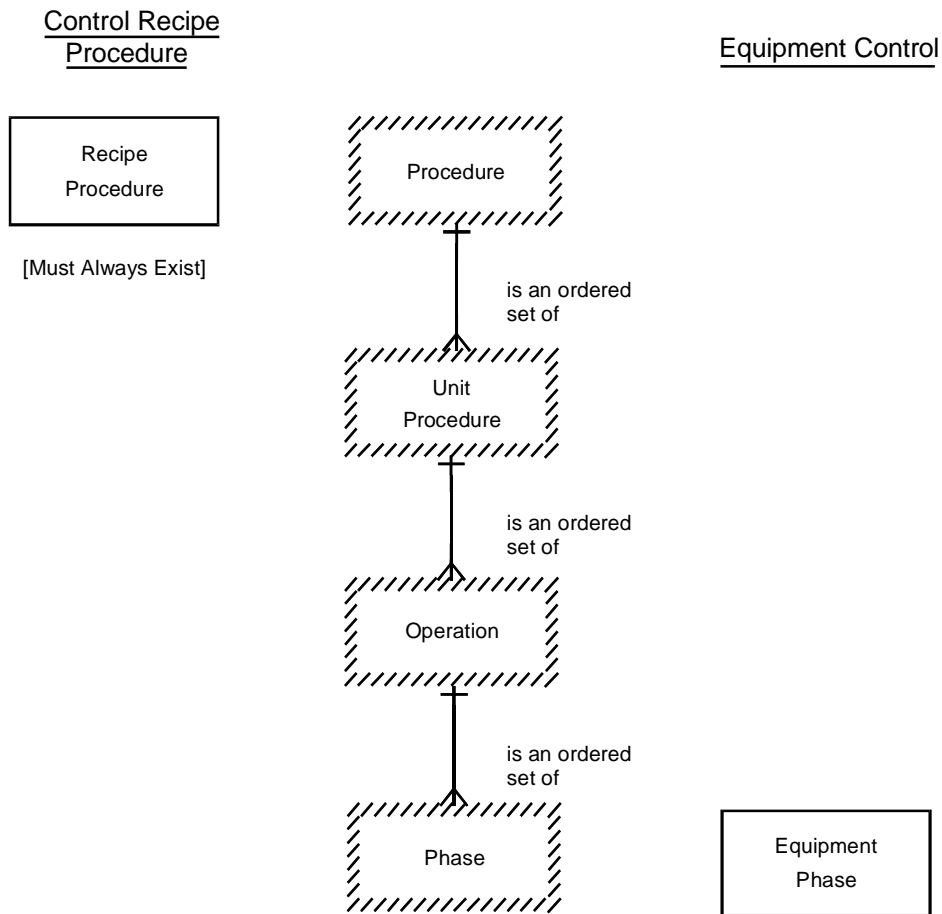 Control Recipe
Procedure
Equipment Control
Recipe
Procedure
Procedure
[Must Always Exist]
is an ordered
set of
Unit
Procedure
is an ordered
set of
Operation
is an ordered
set of
Phase
Equipment
Phase